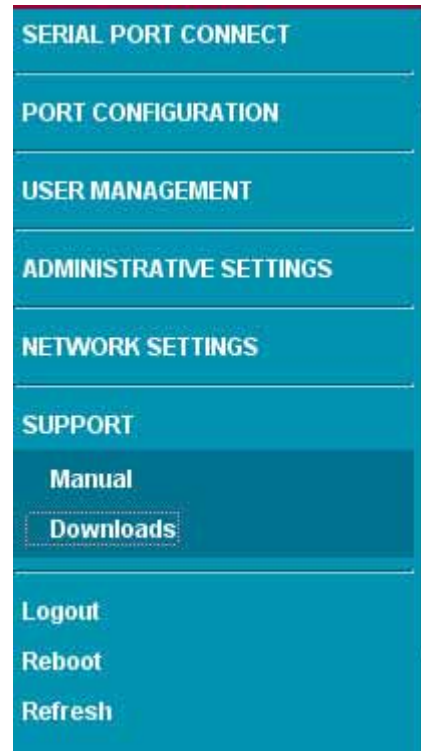 SERIAL PORT CONNECT
PORT CONFIGURATION
USER MANAGEMENT
ADMINISTRATIVE SETTINGS
NETWORK SETTINGS
SUPPORT
Manual
Downloads
Logout
Reboot
Refresh